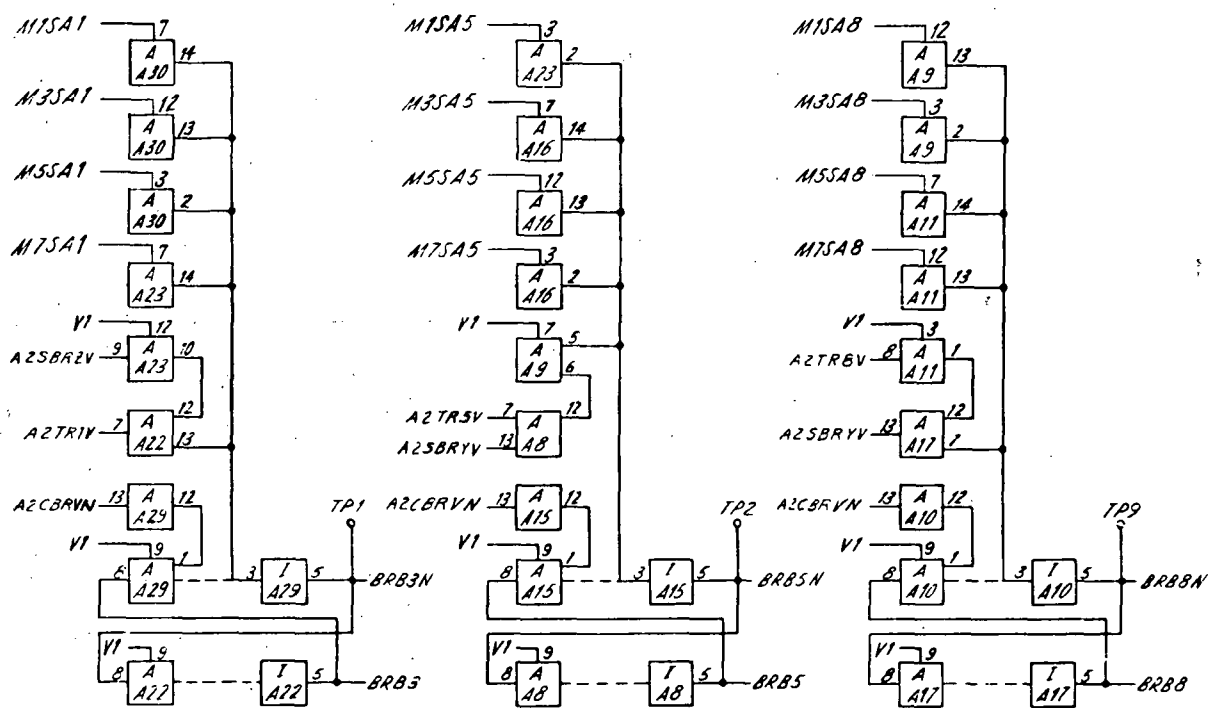 M1SA1
7
A
A30
14
M3SA1
12
A
A30
13
M5SA1
3
A
A30
2
M7SA1
7
A
A23
14
V1
12
A2SBR2V
9
A
A23
10
A2TR1V
7
A
A22
12
13
A2CBRVN
13
A
A29
12
V1
9
8
A
A29
1
3
I
A29
5
TP1
BRB3N
V1
9
8
A
A22
I
A22
5
BRB3
M1SA5
3
A
A23
2
M3SA5
7
A
A16
14
M5SA5
12
A
A16
13
M7SA5
3
A
A16
2
V1
7
A
A9
5
6
A2TR5V
7
A2SBRYV
13
A
A8
12
A2CBRVN
13
A
A15
12
V1
9
8
A
A15
1
3
I
A15
5
TP2
BRB5N
V1
9
8
A
A8
I
A8
5
BRB5
M1SA8
12
A
A9
13
M3SA8
3
A
A9
2
M5SA8
7
A
A11
14
M7SA8
12
A
A11
13
V1
3
A2TR8V
8
A
A11
1
A2SBRYV
13
A
A17
12
1
A2CBRVN
13
A
A10
12
V1
9
8
A
A10
1
3
I
A10
5
TP9
BRB8N
V1
9
8
A
A17
I
A17
5
BRB8